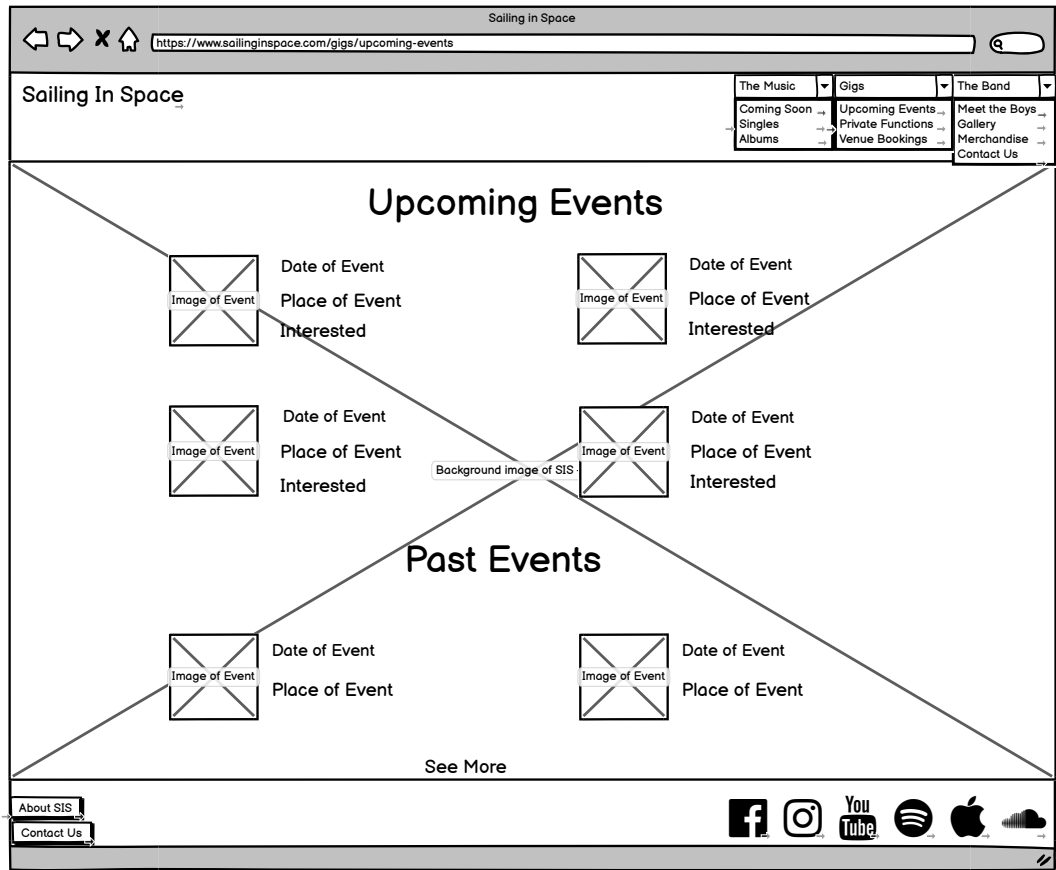 Sailing in Space
https://www.sailinginspace.com/gigs/upcoming-events
Sailing In Space
The Music
Coming Soon
Singles
Albums
Gigs
Upcoming Events
Private Functions
Venue Bookings
The Band
Meet the Boys
Gallery
Merchandise
Contact Us
Upcoming Events
Image of Event
Date of Event
Place of Event
Interested
Image of Event
Date of Event
Place of Event
Interested
Image of Event
Date of Event
Place of Event
Interested
Background image of SIS
Image of Event
Date of Event
Place of Event
Interested
Past Events
Image of Event
Date of Event
Place of Event
Image of Event
Date of Event
Place of Event
See More
About SIS
Contact Us
You
Tube